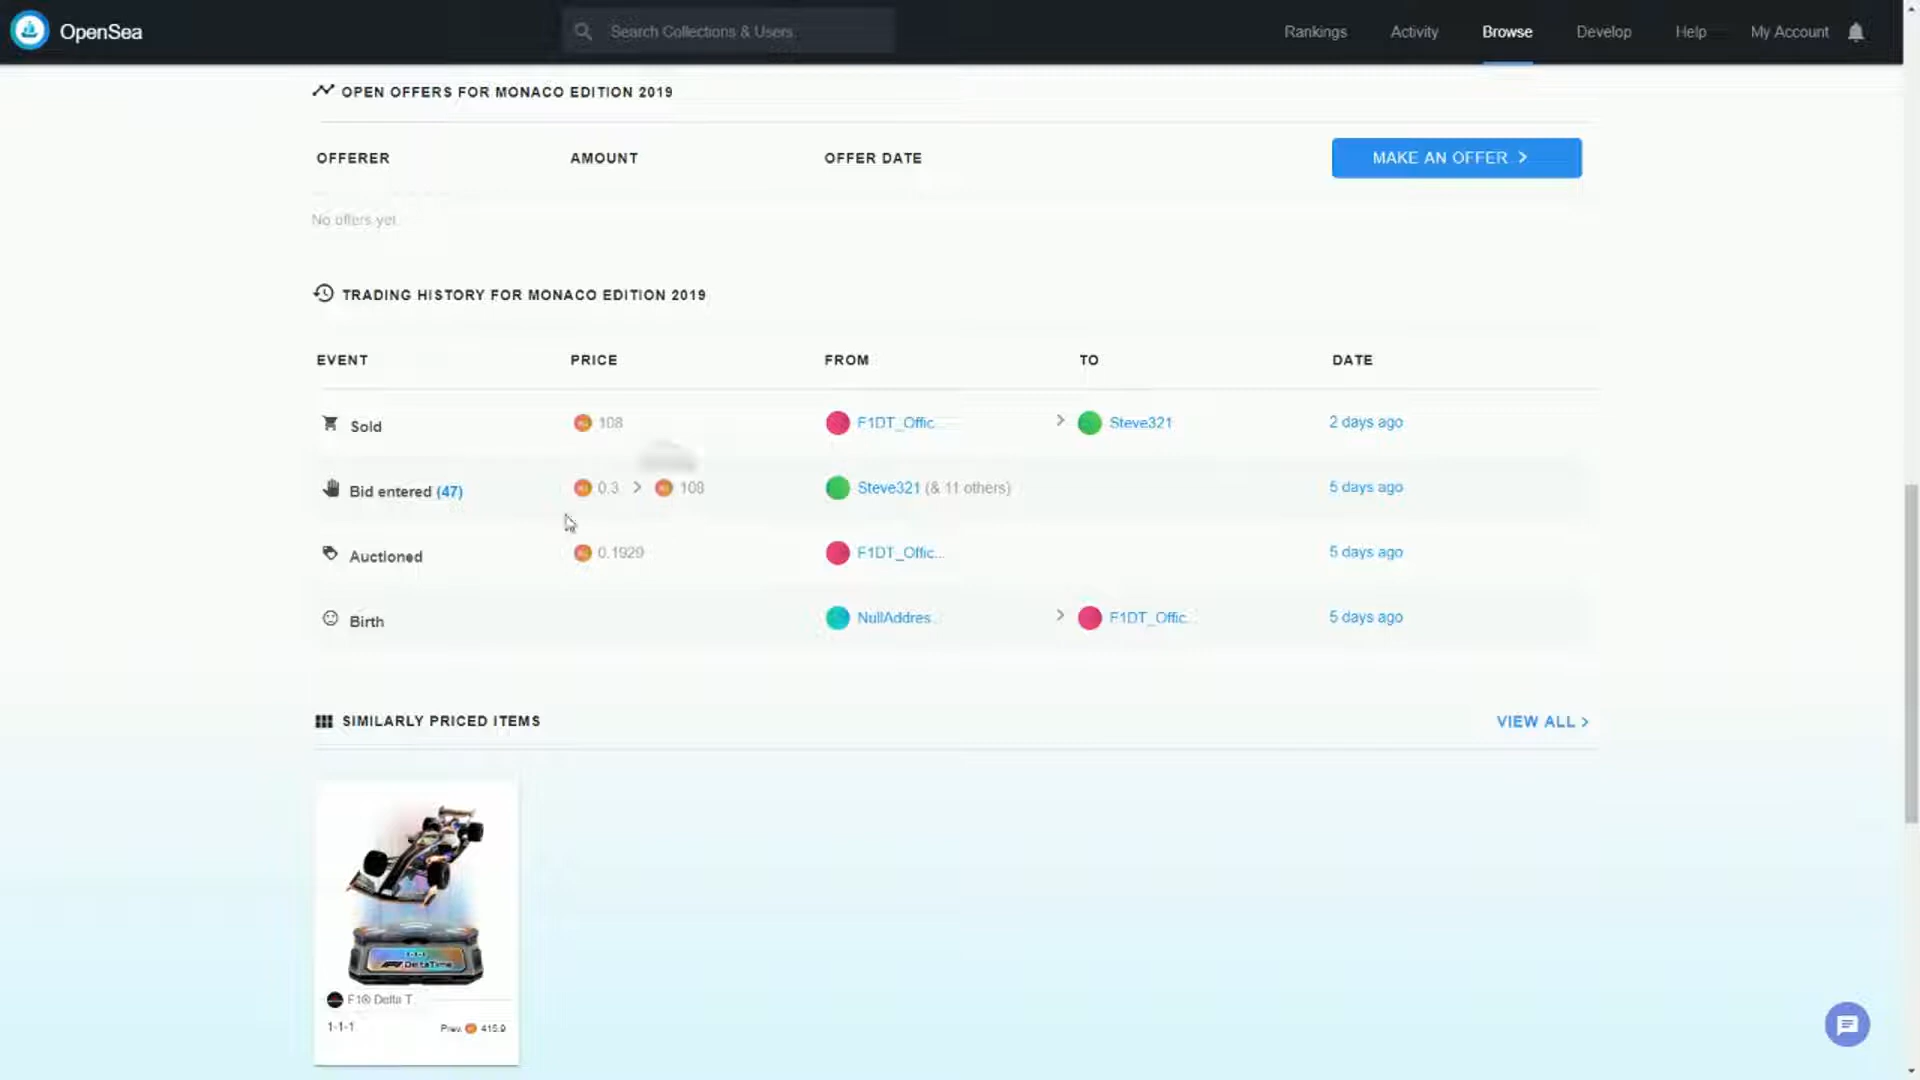 OpenSea
Search Collections & Users
Rankings
Activity
Browse
Develop
Help
My Account
OPEN OFFERS FOR MONACO EDITION 2019
OFFERER AMOUNT OFFER DATE MAKE AN OFFER >
No offers yet
TRADING HISTORY FOR MONACO EDITION 2019
EVENT PRICE FROM TO DATE
Sold 108 F1DT_Offic... > Steve321 2 days ago
Bid entered (47) 0.3 > 108 Steve321 (& 11 others) 5 days ago
Auctioned 0.1929 F1DT_Offic... 5 days ago
Birth NullAddres... > F1DT_Offic... 5 days ago
SIMILARLY PRICED ITEMS VIEW ALL >
1-1-1
DeltaTime
F1® Delta T
1-1-1 Prev. 415.9